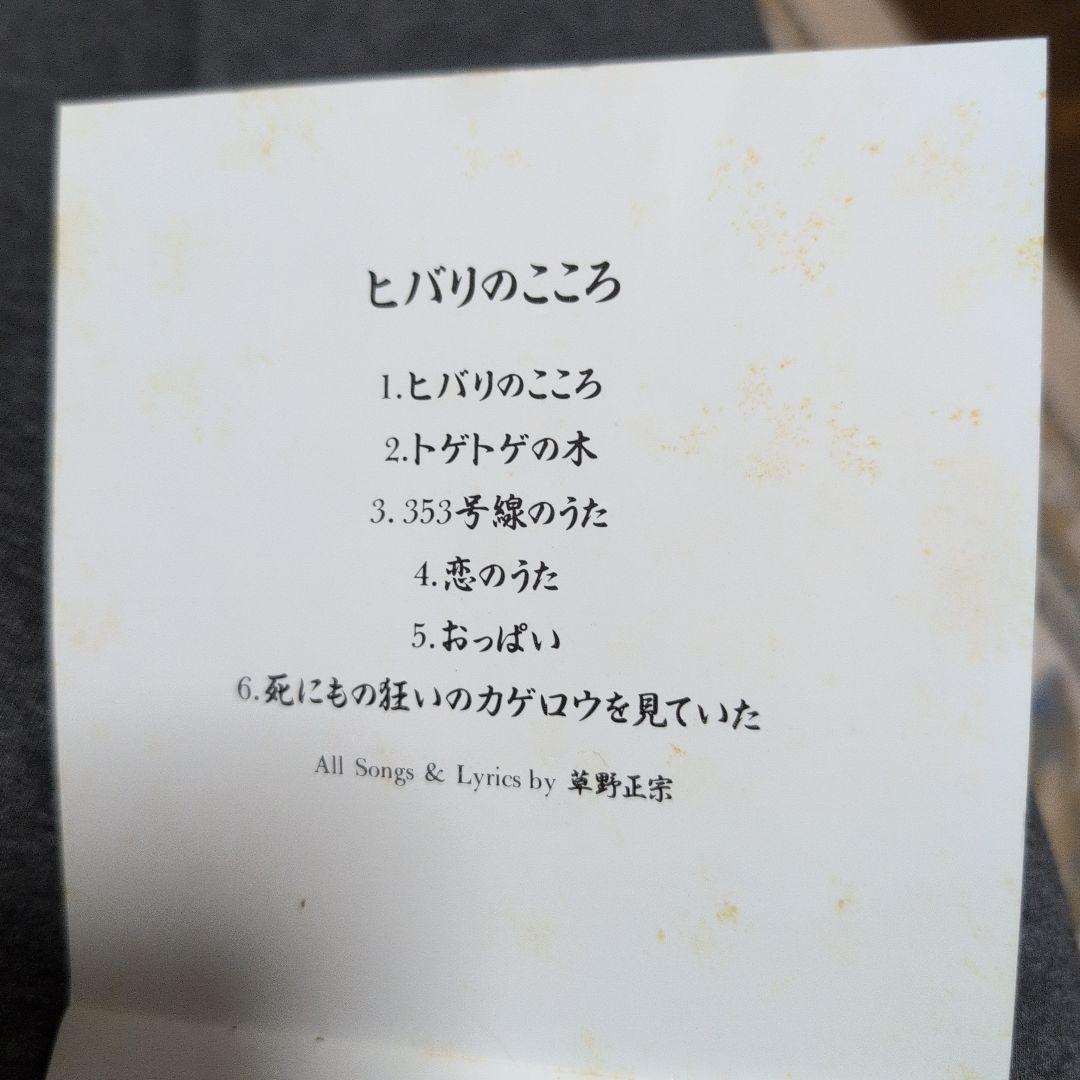 ヒバリのこころ
1.ヒバリのこころ
2.トゲトゲの木
3.353号線のうた
4.恋のうた
5.おっぱい
6.死にもの狂いのカゲロウを見ていた
All Songs & Lyrics by 草野正宗